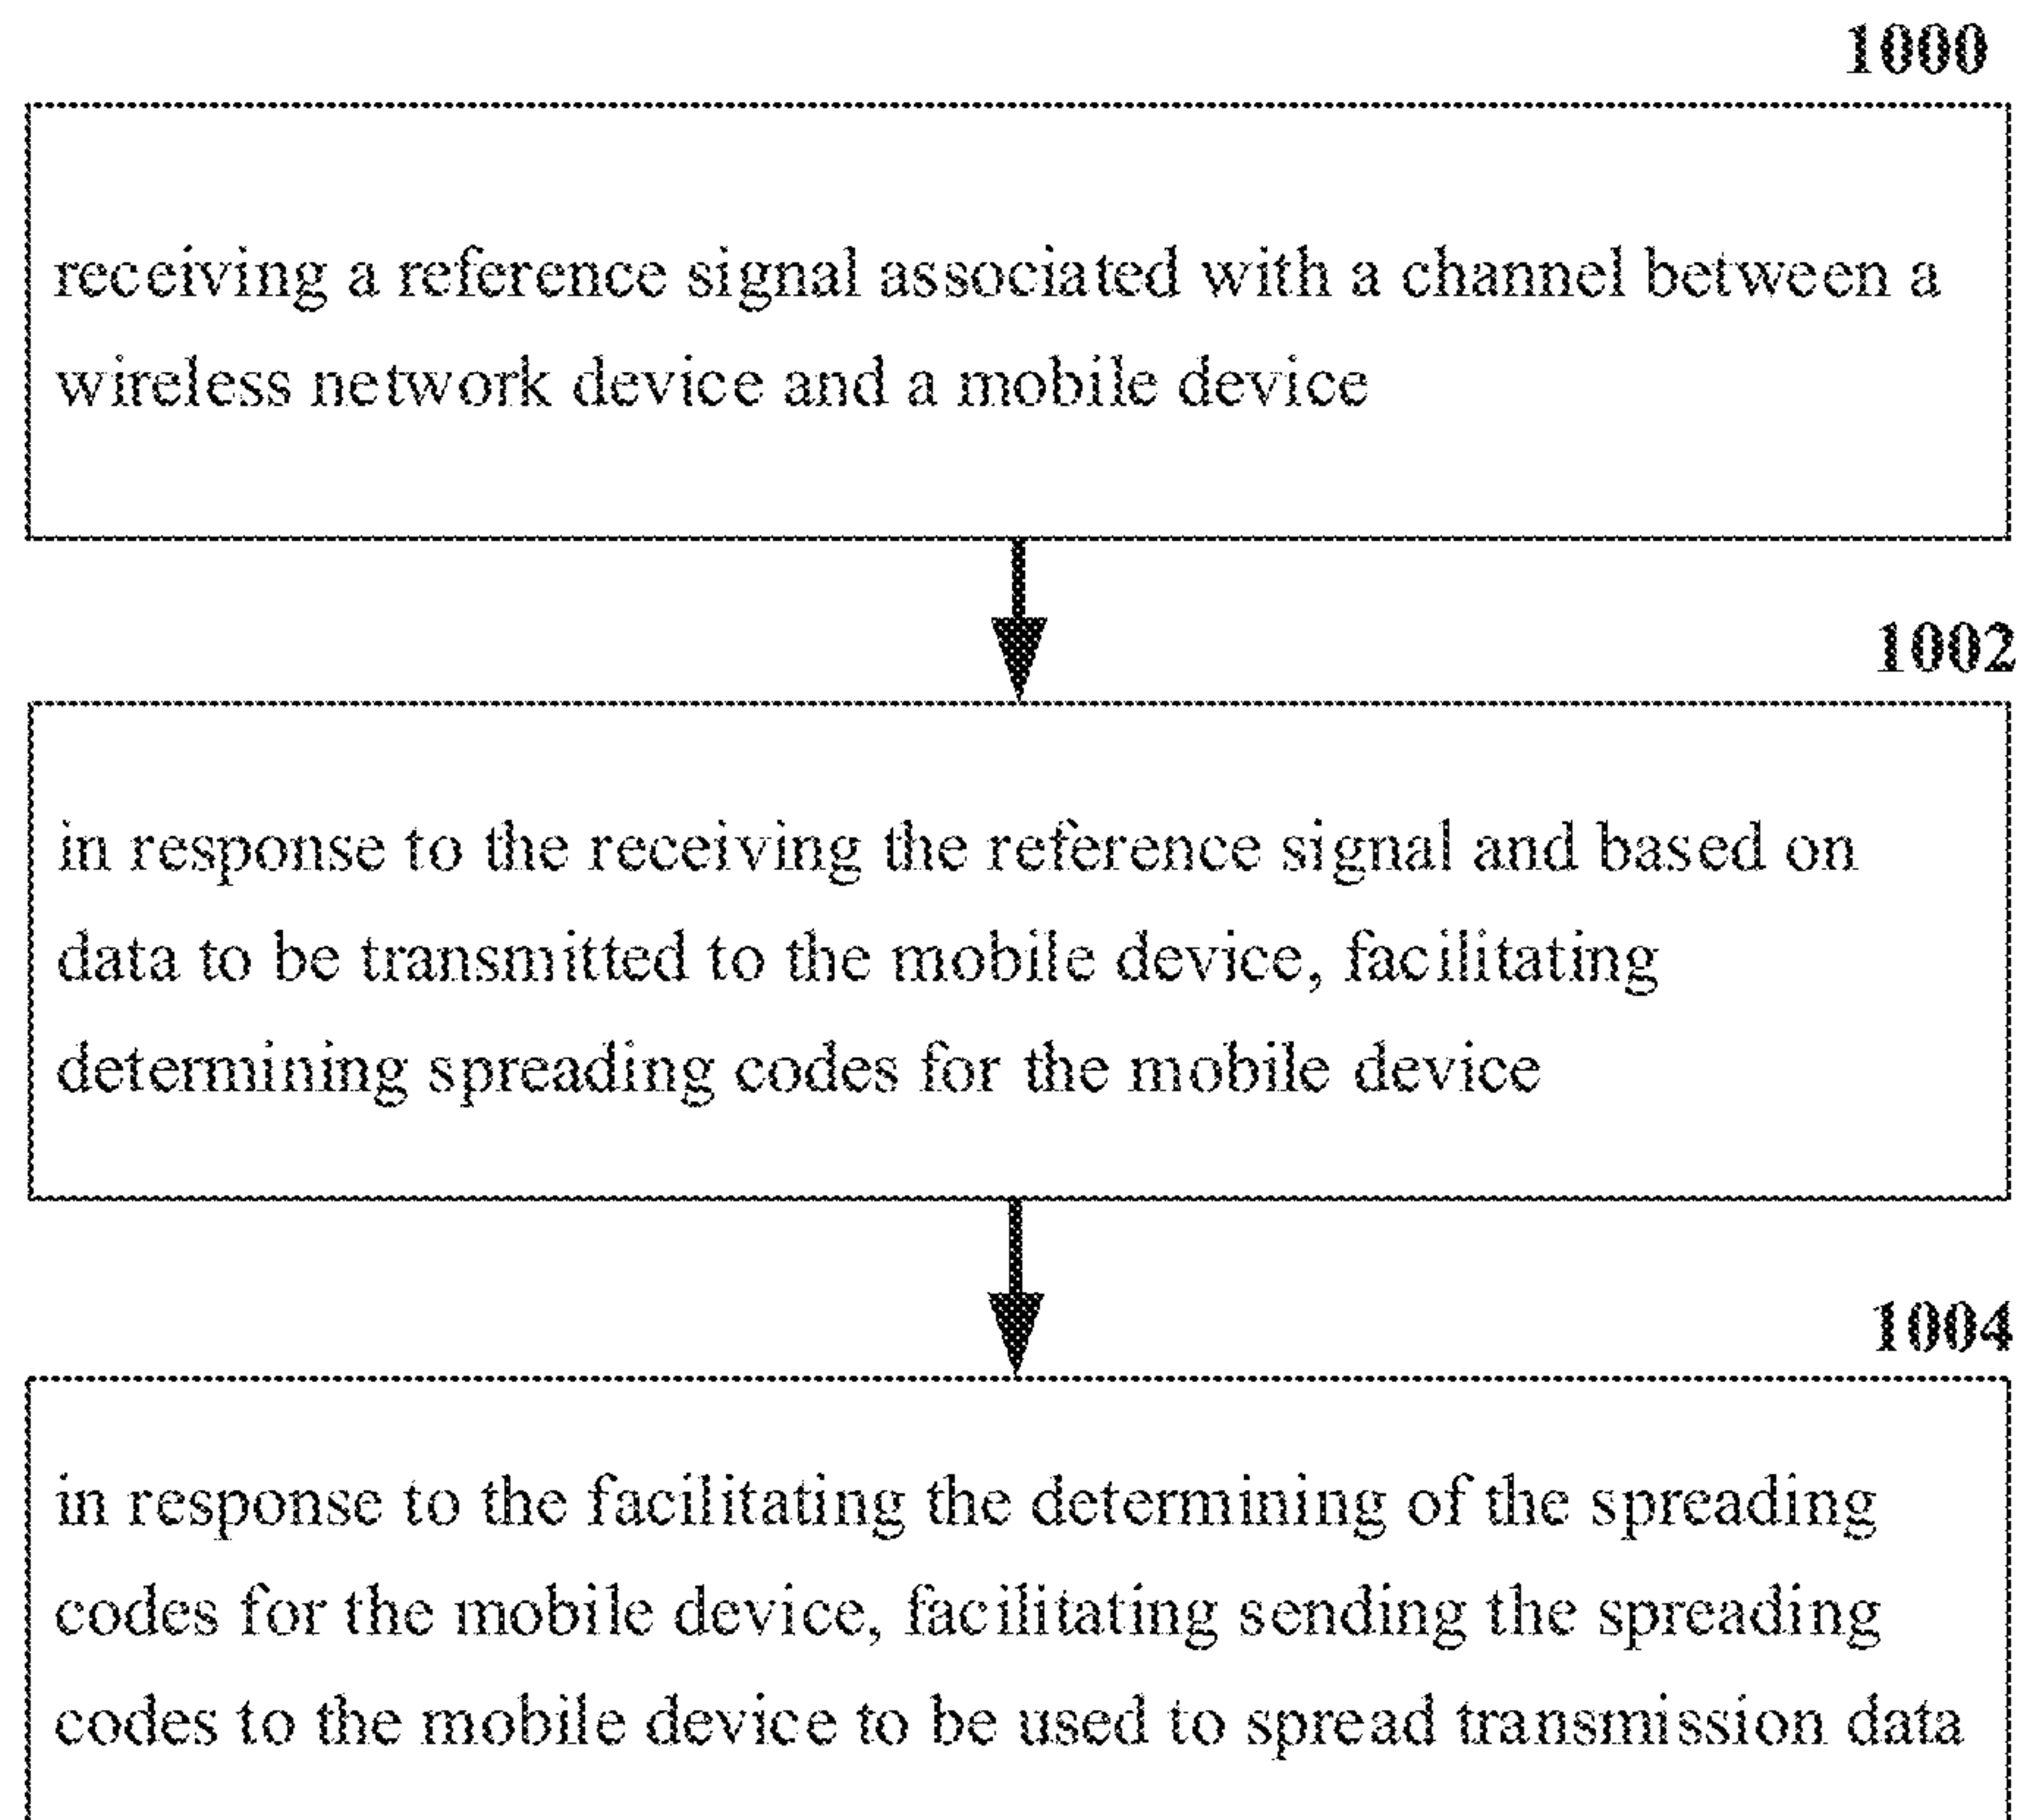 1000
receiving a reference signal associated with a channel between a
wireless network device and a mobile device
1002
in response to the receiving the reference signal and based on
data to be transmitted to the mobile device, facilitating
determining spreading codes for the mobile device
1004
in response to the facilitating the determining of the spreading
codes for the mobile device, facilitating sending the spreading
codes to the mobile device to be used to spread transmission data